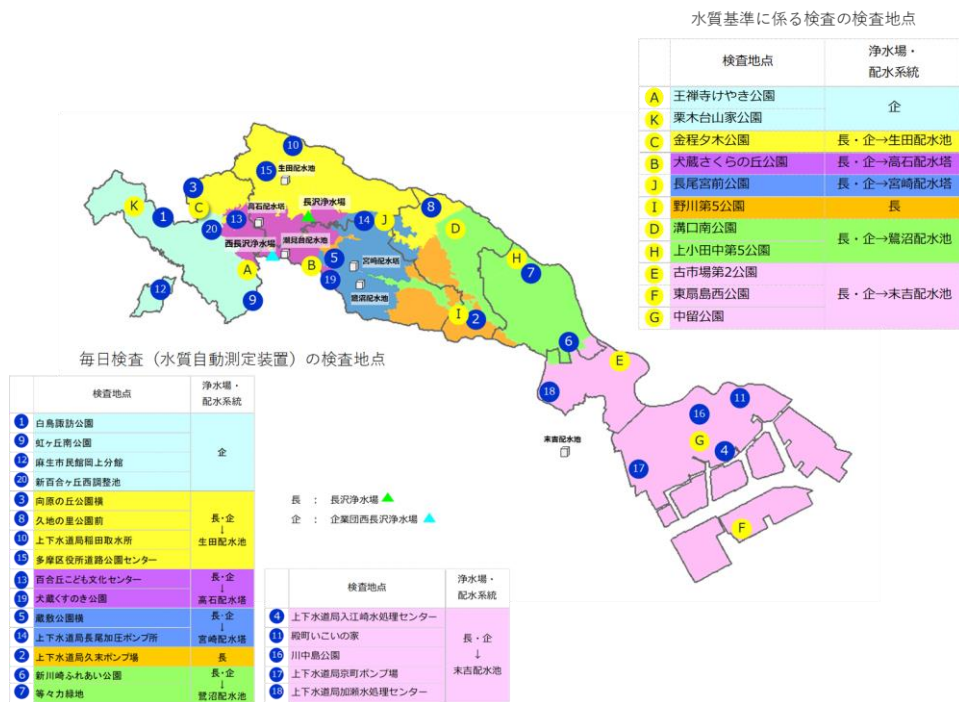 水質基準に係る検査の検査地点
検査地点 浄水場・配水系統
A 王禅寺けやき公園 企
K 栗木台山家公園
C 金程夕木公園 長・企→生田配水池
B 犬蔵さくらの丘公園 長・企→高石配水塔
J 長尾宮前公園 長・企→宮崎配水塔
I 野川第5公園 長
D 溝口南公園 長・企→鷺沼配水池
H 上小田中第5公園
E 古市場第2公園 長・企→末吉配水池
F 東扇島西公園
G 中留公園
10
15 生田配水池
3
K
C
1
20
13 高石配水塔
長沢浄水場
14
J
8
D
西長沢浄水場
潮見台配水池
A
B
5
宮崎配水塔
19
H
7
12
9
鷺沼配水池
I
2
6
E
18
11
16
末吉配水池
G
4
17
F
毎日検査（水質自動測定装置）の検査地点
検査地点 浄水場・配水系統
1 白鳥諏訪公園 企
9 虹ヶ丘南公園
12 麻生市民館岡上分館
20 新百合ヶ丘西調整池
3 向原の丘公園横 長・企↓生田配水池
8 久地の里公園前
10 上下水道局稲田取水所
15 多摩区役所道路公園センター
13 百合丘こども文化センター 長・企↓高石配水塔
19 犬蔵くすのき公園
5 蔵敷公園横 長・企↓宮崎配水塔
14 上下水道局長尾加圧ポンプ所
2 上下水道局久末ポンプ場 長
6 新川崎ふれあい公園 長・企↓鷺沼配水池
7 等々力緑地
長 ： 長沢浄水場
企 ： 企業団西長沢浄水場
検査地点 浄水場・配水系統
4 上下水道局入江崎水処理センター 長・企↓末吉配水池
11 殿町いこいの家
16 川中島公園
17 上下水道局京町ポンプ場
18 上下水道局加瀬水処理センター